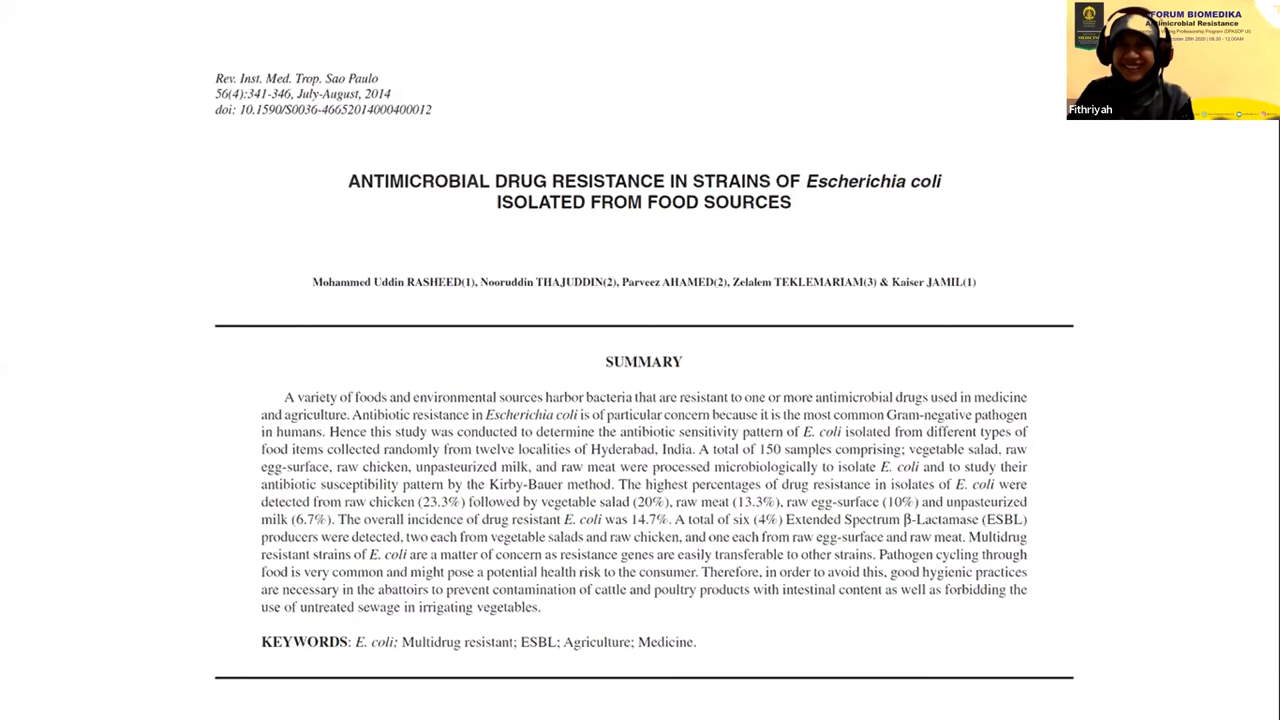 FORUM BIOMEDIKA
Antimicrobial Resistance
Fithriyah
Rev. Inst. Med. Trop. Sao Paulo
56(4):341-346, July-August, 2014
doi: 10.1590/S0036-46652014000400012
ANTIMICROBIAL DRUG RESISTANCE IN STRAINS OF Escherichia coli
ISOLATED FROM FOOD SOURCES
Mohammed Uddin RASHEED(1), Nooruddin THAJUDDIN(2), Parveez AHAMED(2), Zelalem TEKLEMARIAM(3) & Kaiser JAMIL(1)
SUMMARY
A variety of foods and environmental sources harbor bacteria that are resistant to one or more antimicrobial drugs used in medicine
and agriculture. Antibiotic resistance in Escherichia coli is of particular concern because it is the most common Gram-negative pathogen
in humans. Hence this study was conducted to determine the antibiotic sensitivity pattern of E. coli isolated from different types of
food items collected randomly from twelve localities of Hyderabad, India. A total of 150 samples comprising; vegetable salad, raw
egg-surface, raw chicken, unpasteurized milk, and raw meat were processed microbiologically to isolate E. coli and to study their
antibiotic susceptibility pattern by the Kirby-Bauer method. The highest percentages of drug resistance in isolates of E. coli were
detected from raw chicken (23.3%) followed by vegetable salad (20%), raw meat (13.3%), raw egg-surface (10%) and unpasteurized
milk (6.7%). The overall incidence of drug resistant E. coli was 14.7%. A total of six (4%) Extended Spectrum β-Lactamase (ESBL)
producers were detected, two each from vegetable salads and raw chicken, and one each from raw egg-surface and raw meat. Multidrug
resistant strains of E. coli are a matter of concern as resistance genes are easily transferable to other strains. Pathogen cycling through
food is very common and might pose a potential health risk to the consumer. Therefore, in order to avoid this, good hygienic practices
are necessary in the abattoirs to prevent contamination of cattle and poultry products with intestinal content as well as forbidding the
use of untreated sewage in irrigating vegetables.
KEYWORDS: E. coli; Multidrug resistant; ESBL; Agriculture; Medicine.